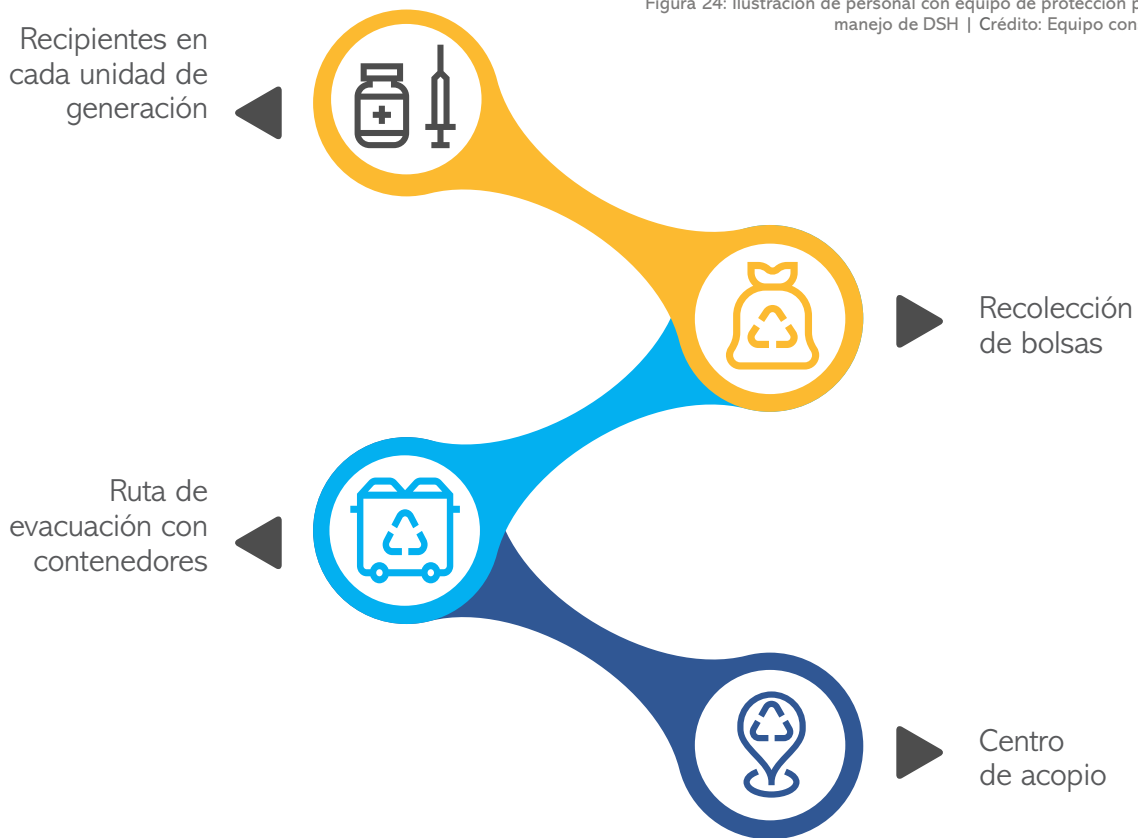 Figura 24: Ilustración de personal con equipo de protección
manejo de DSH | Crédito: Equipo
Recipientes en
cada unidad de
generación
Recolección
de bolsas
Ruta de
evacuación con
contenedores
Centro
de acopio